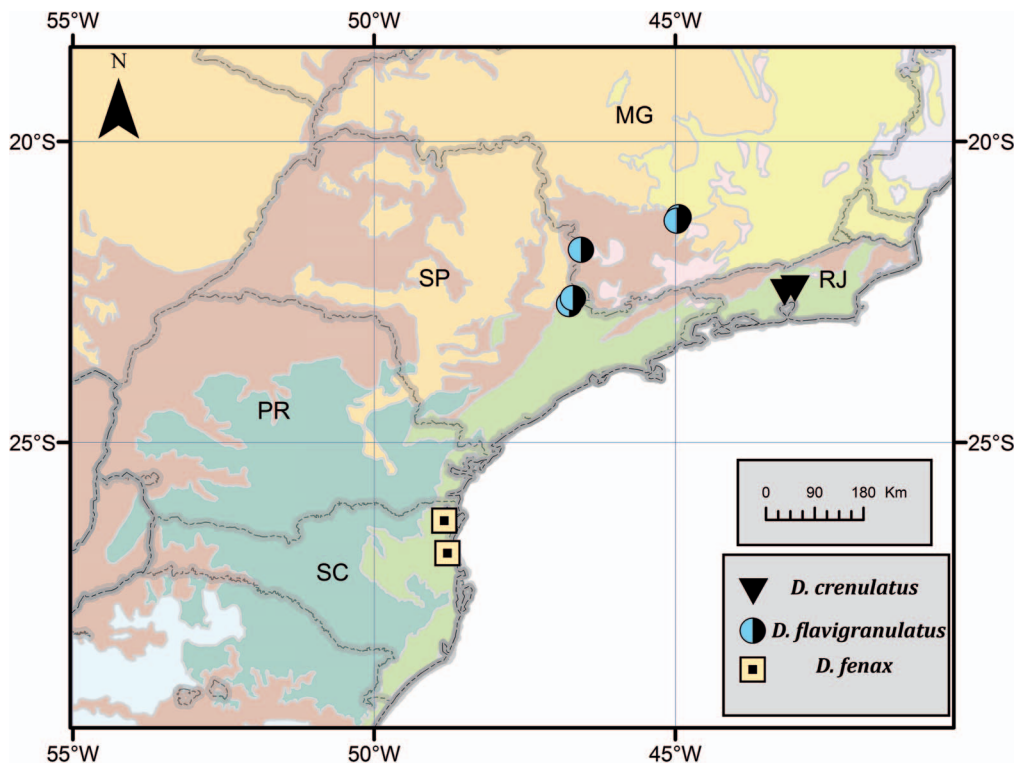 55°W 50°W 45°W
N
MG
20°S 20°S
SP
RJ
PR
25°S 25°S
0 90 180 Km
SC
D. crenulatus
D. flavigranulatus
D. fenax
55°W 50°W 45°W